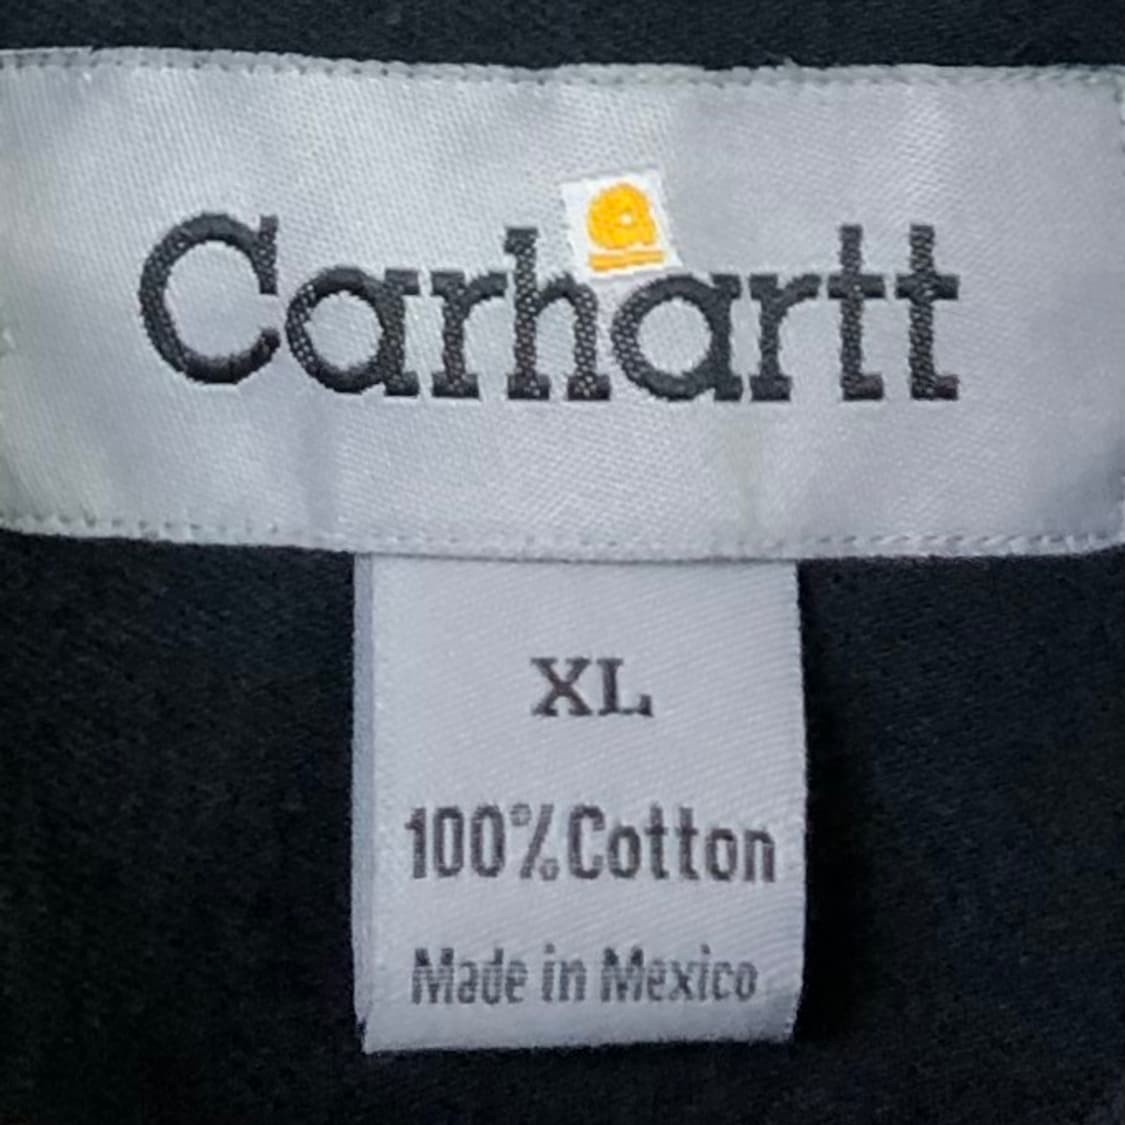 Carhartt
XL
100% Cotton
Made in Mexico